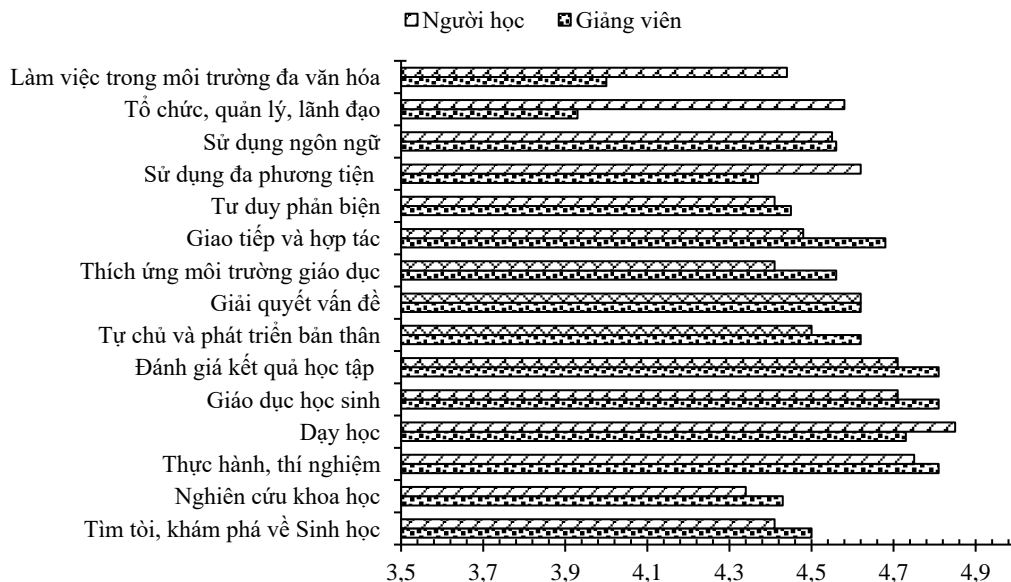 Người học Giảng viên
Làm việc trong môi trường đa văn hóa
Tổ chức, quản lý, lãnh đạo
Sử dụng ngôn ngữ
Sử dụng đa phương tiện
Tư duy phản biện
Giao tiếp và hợp tác
Thích ứng môi trường giáo dục
Giải quyết vấn đề
Tự chủ và phát triển bản thân
Đánh giá kết quả học tập
Giáo dục học sinh
Dạy học
Thực hành, thí nghiệm
Nghiên cứu khoa học
Tìm tòi, khám phá về Sinh học
3,5 3,7 3,9 4,1 4,3 4,5 4,7 4,9